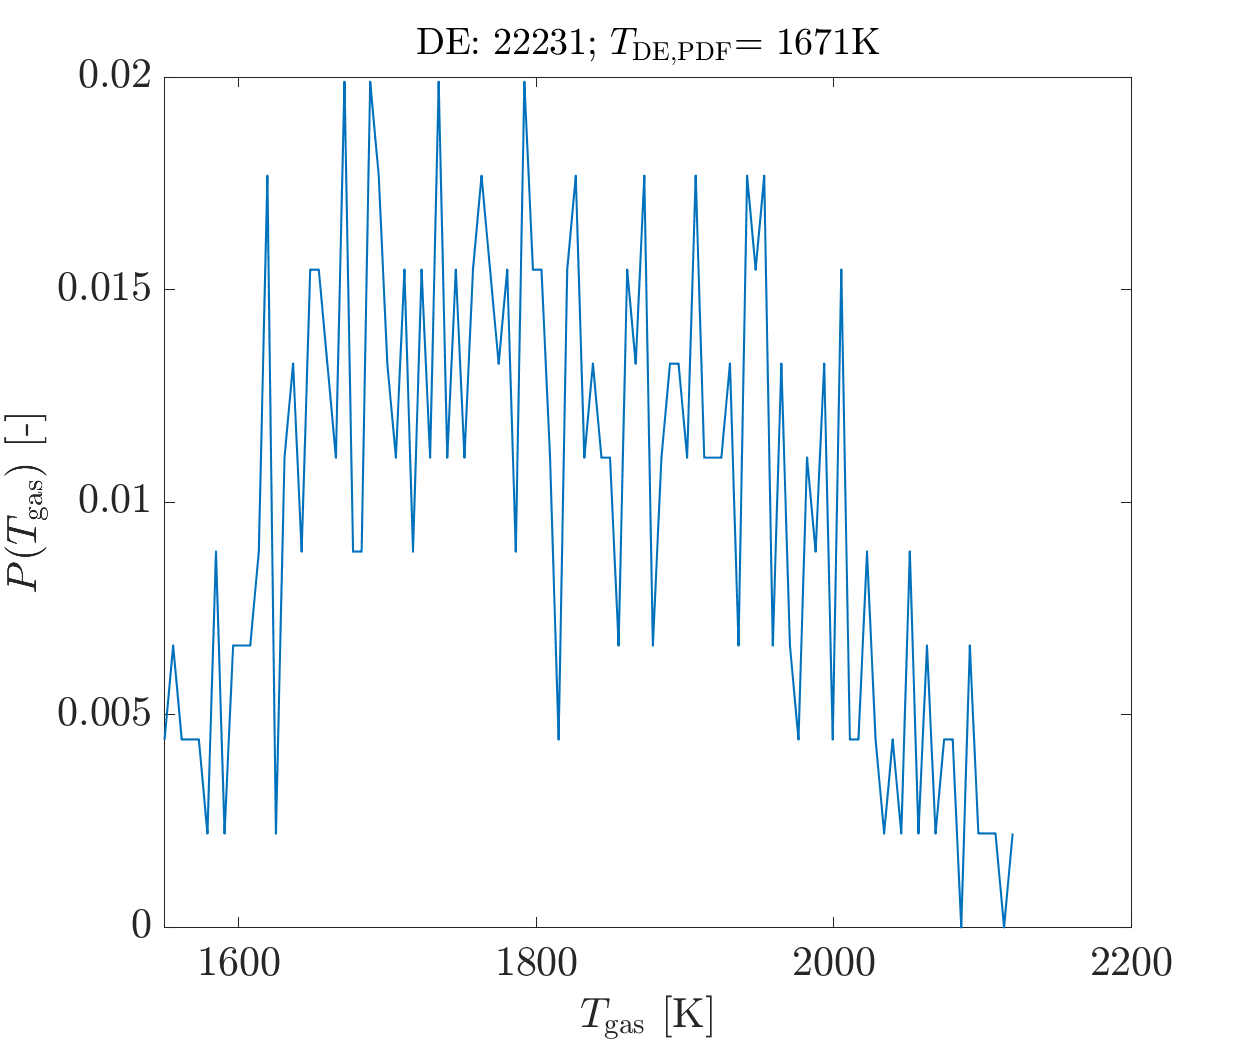 DE: 22231; T_DE,PDF= 1671K
0.02
0.015
0.01
0.005
0
P(T_gas) [-]
1600 1800 2000 2200
T_gas [K]